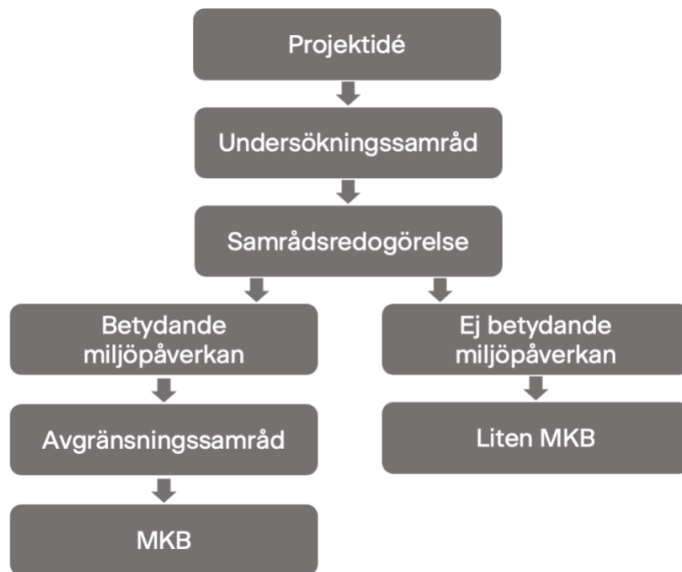 Projektidé
Undersökningssamråd
Samrådsredogörelse
Betydande
miljöpåverkan
Ej betydande
miljöpåverkan
Avgränsningssamråd
Liten MKB
MKB